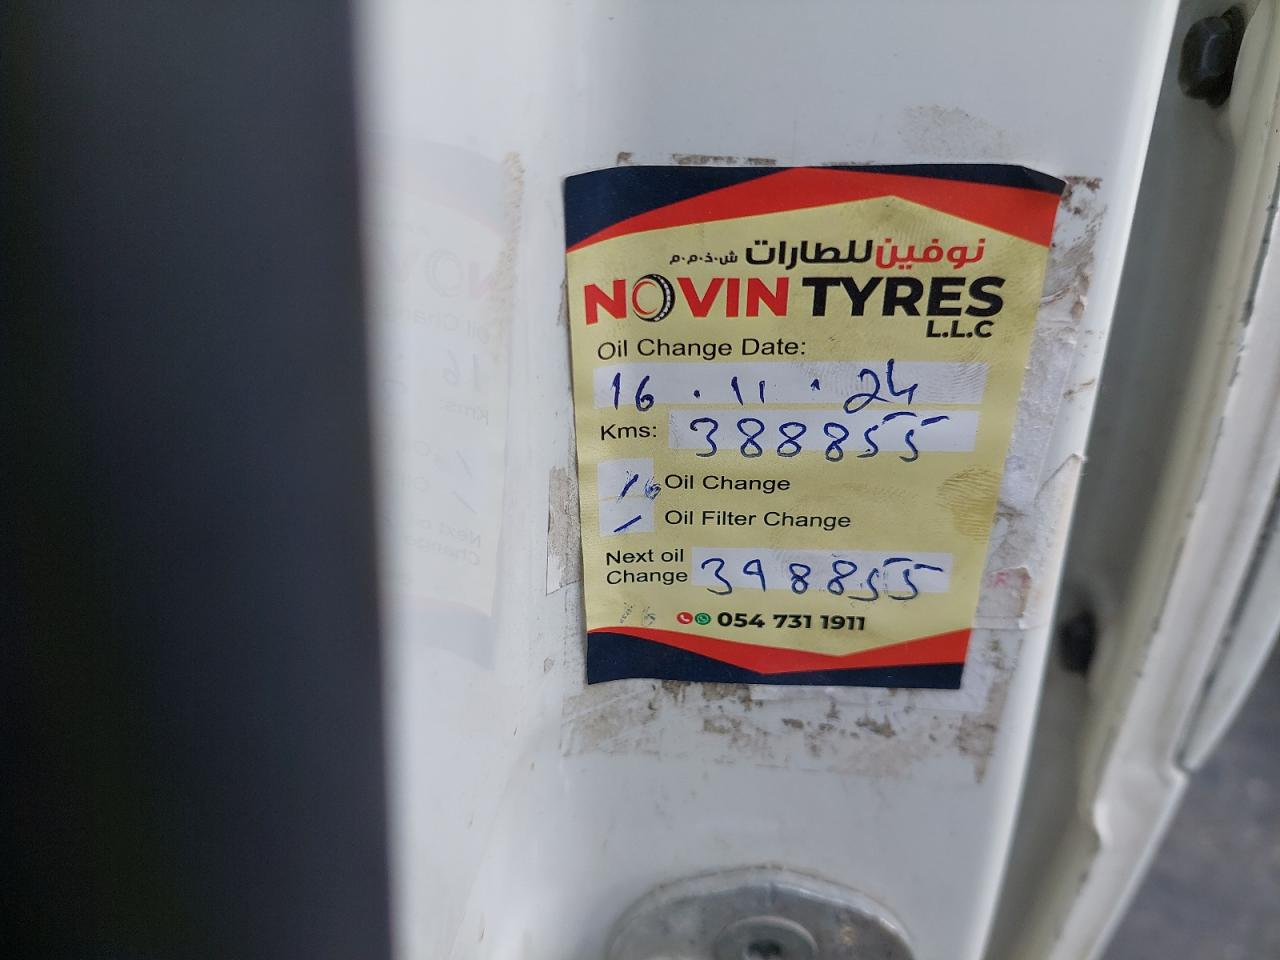 نوفين للطارات ش.ذ.م.م
NOVIN TYRES
L.L.C
Oil Change Date:
16 . 11 . 24
Kms: 388855
Oil Change
Oil Filter Change
Next oil
Change 398855
054 731 1911